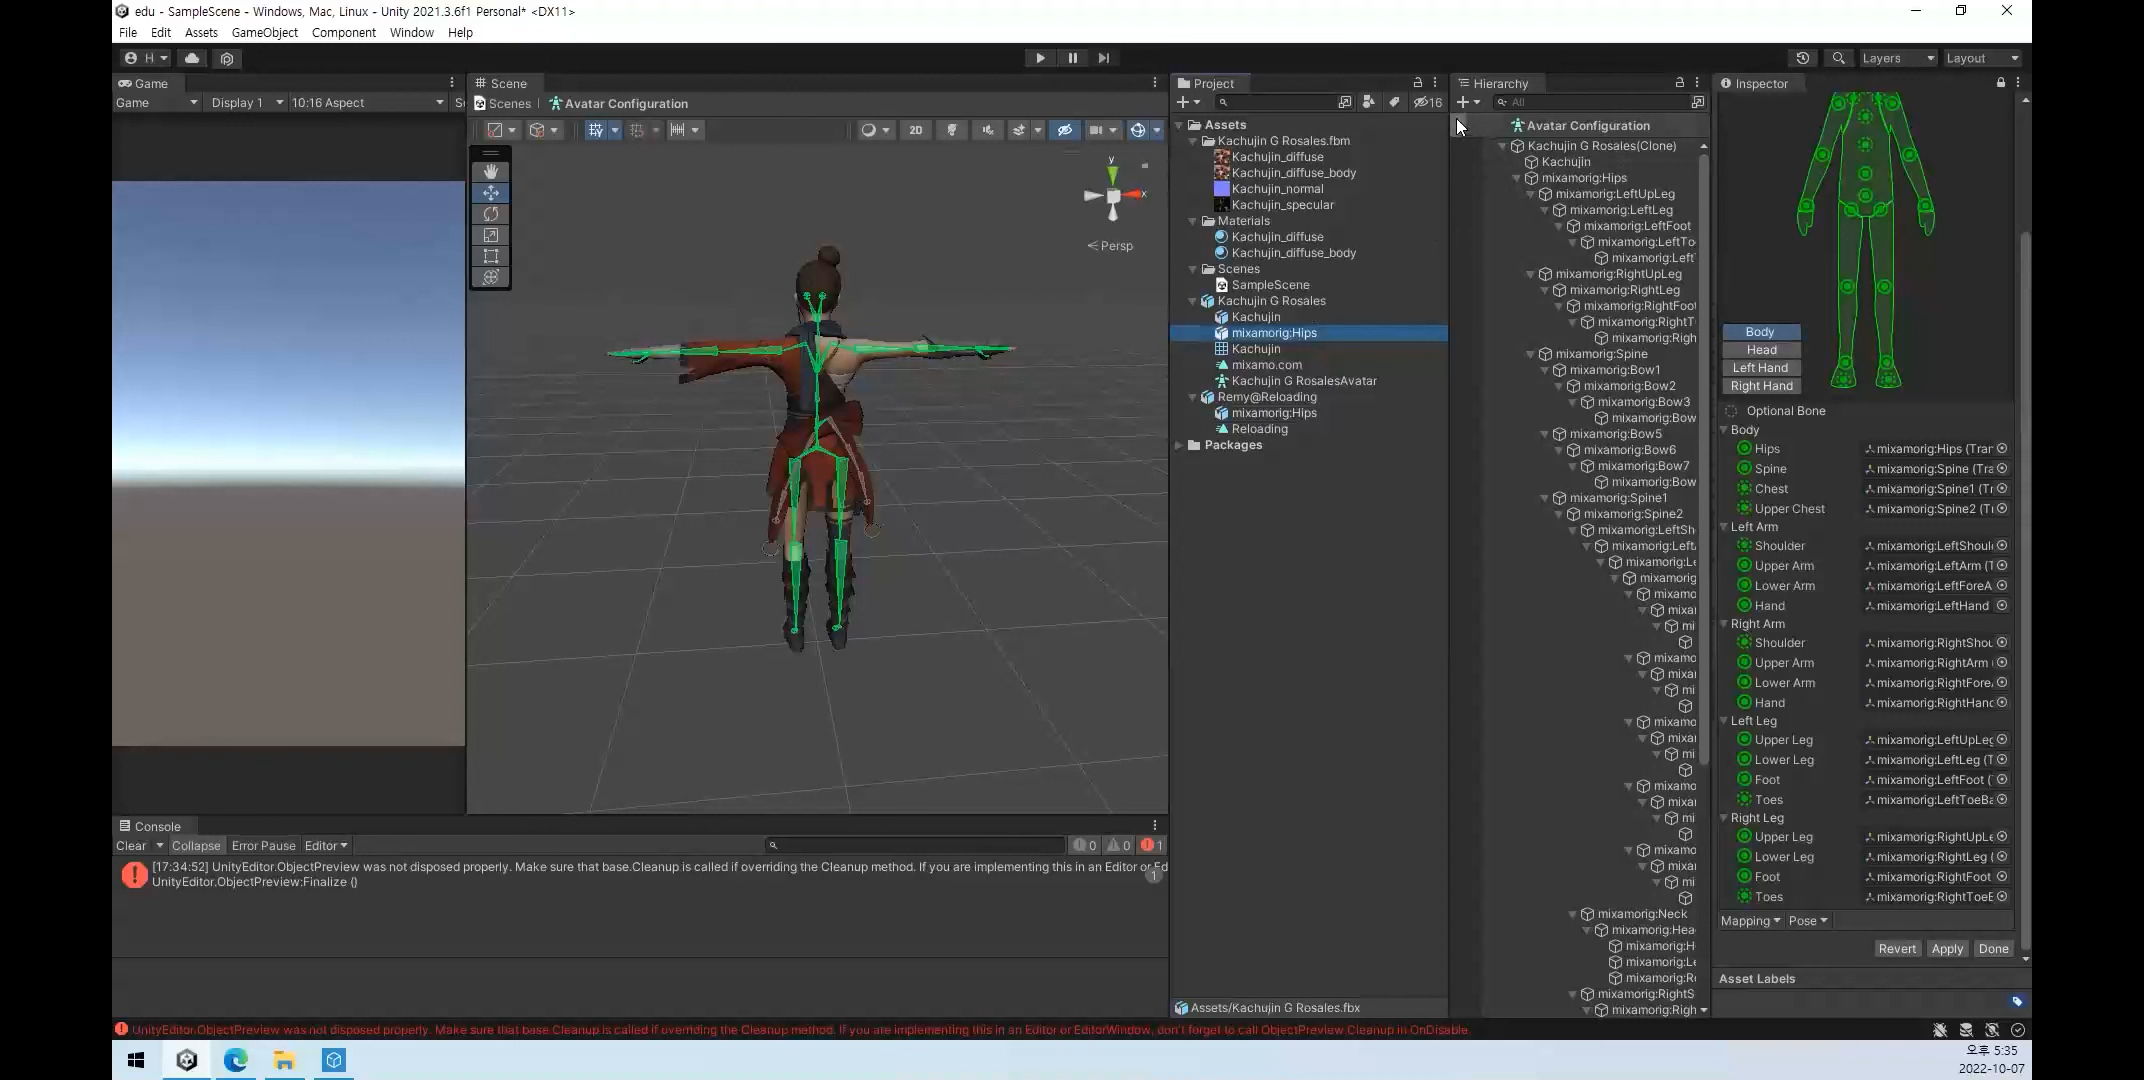 edu - SampleScene - Windows, Mac, Linux - Unity 2021.3.6f1 Personal* <DX11>
File Edit Assets GameObject Component Window Help
H
Layers Layout
Game
Game Display 1 10:16 Aspect
Scene
Scenes Avatar Configuration
2D
y
x
Persp
Project
16
Assets
Kachujin G Rosales.fbm
Kachujin_diffuse
Kachujin_diffuse_body
Kachujin_normal
Kachujin_specular
Materials
Kachujin_diffuse
Kachujin_diffuse_body
Scenes
SampleScene
Kachujin G Rosales
Kachujin
mixamorig:Hips
Kachujin
mixamo.com
Kachujin G RosalesAvatar
Remy@Reloading
mixamorig:Hips
Reloading
Packages
Assets/Kachujin G Rosales.fbx
Hierarchy
All
Avatar Configuration
Kachujin G Rosales(Clone)
Kachujin
mixamorig:Hips
mixamorig:LeftUpLeg
mixamorig:LeftLeg
mixamorig:LeftFoot
mixamorig:LeftTo
mixamorig:Left
mixamorig:RightUpLeg
mixamorig:RightLeg
mixamorig:RightFoot
mixamorig:RightT
mixamorig:Righ
mixamorig:Spine
mixamorig:Bow1
mixamorig:Bow2
mixamorig:Bow3
mixamorig:Bow
mixamorig:Bow5
mixamorig:Bow6
mixamorig:Bow7
mixamorig:Bow
mixamorig:Spine1
mixamorig:Spine2
mixamorig:LeftSh
mixamorig:Left
mixamorig:Le
mixamorig
mixamo
mixar
mi
mixamo
mixar
mi
mixamo
mixar
mi
mixamo
mixar
mi
mixamo
mixar
mi
mixamorig:Neck
mixamorig:Hea
mixamorig:H
mixamorig:Le
mixamorig:R
mixamorig:RightS
mixamorig:Righ
Inspector
Body
Head
Left Hand
Right Hand
Optional Bone
Body
Hips mixamorig:Hips (Tran
Spine mixamorig:Spine (Tra
Chest mixamorig:Spine1 (Tr
Upper Chest mixamorig:Spine2 (Tr
Left Arm
Shoulder mixamorig:LeftShoul
Upper Arm mixamorig:LeftArm (T
Lower Arm mixamorig:LeftForeA
Hand mixamorig:LeftHand
Right Arm
Shoulder mixamorig:RightShou
Upper Arm mixamorig:RightArm
Lower Arm mixamorig:RightFore
Hand mixamorig:RightHand
Left Leg
Upper Leg mixamorig:LeftUpLeg
Lower Leg mixamorig:LeftLeg (T
Foot mixamorig:LeftFoot (
Toes mixamorig:LeftToeBa
Right Leg
Upper Leg mixamorig:RightUpLe
Lower Leg mixamorig:RightLeg (
Foot mixamorig:RightFoot
Toes mixamorig:RightToeB
Mapping Pose
Revert Apply Done
Asset Labels
Console
Clear Collapse Error Pause Editor 0 0 1
[17:34:52] UnityEditor.ObjectPreview was not disposed properly. Make sure that base.Cleanup is called if overriding the Cleanup method. If you are implementing this in an Editor or Ed
UnityEditor.ObjectPreview:Finalize ()
1
UnityEditor.ObjectPreview was not disposed properly. Make sure that base.Cleanup is called if overriding the Cleanup method. If you are implementing this in an Editor or EditorWindow, don't forget to call ObjectPreview.Cleanup in OnDisable.
오후 5:35
2022-10-07